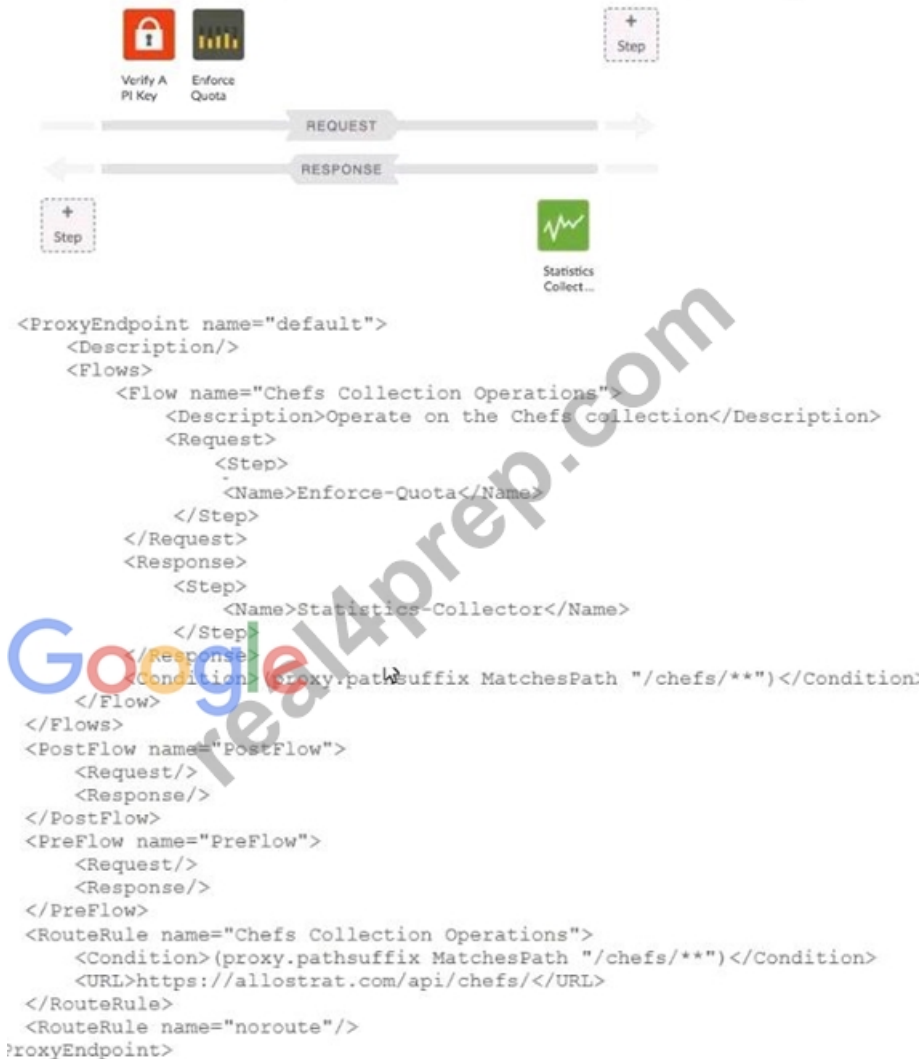 +
Step
Verify A
PI Key
Enforce
Quota
REQUEST
RESPONSE
+
Step
Statistics
Collect...
<ProxyEndpoint name="default">
<Description/>
<Flows>
<Flow name="Chefs Collection Operations">
<Description>Operate on the Chefs collection</Description>
<Request>
<Step>
<Name>Enforce-Quota</Name>
</Step>
</Request>
<Response>
<Step>
<Name>Statistics-Collector</Name>
</Step>
</Response>
<Condition>(proxy.pathsuffix MatchesPath "/chefs/**")</Condition>
</Flow>
</Flows>
<PostFlow name="PostFlow">
<Request/>
<Response/>
</PostFlow>
<PreFlow name="PreFlow">
<Request/>
<Response/>
</PreFlow>
<RouteRule name="Chefs Collection Operations">
<Condition>(proxy.pathsuffix MatchesPath "/chefs/**")</Condition>
<URL>https://allostrat.com/api/chefs/</URL>
</RouteRule>
<RouteRule name="noroute"/>
ProxyEndpoint>
Google
real4prep.com